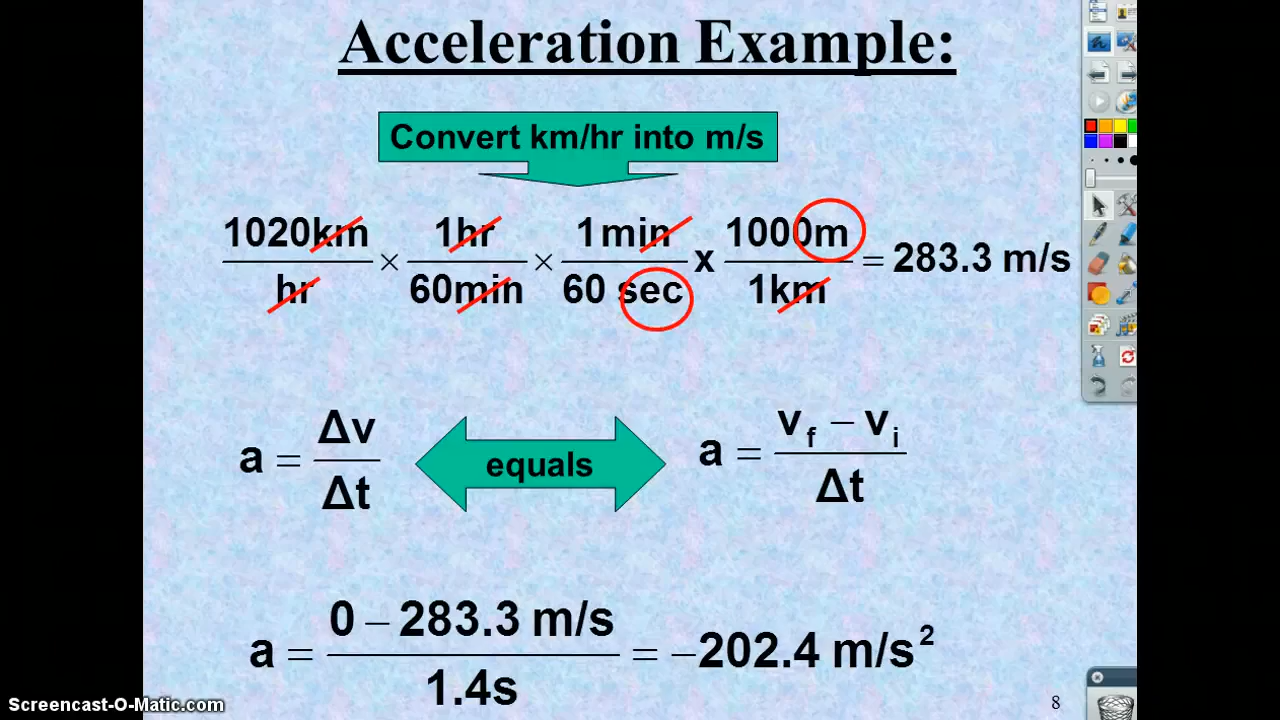 Acceleration Example:
Convert km/hr into m/s
1020km/hr × 1hr/60min × 1min/60 sec x 1000m/1km = 283.3 m/s
a = Δv/Δt equals a = v_f − v_i/Δt
a = 0 − 283.3 m/s/1.4s = −202.4 m/s²
Screencast-O-Matic.com
8